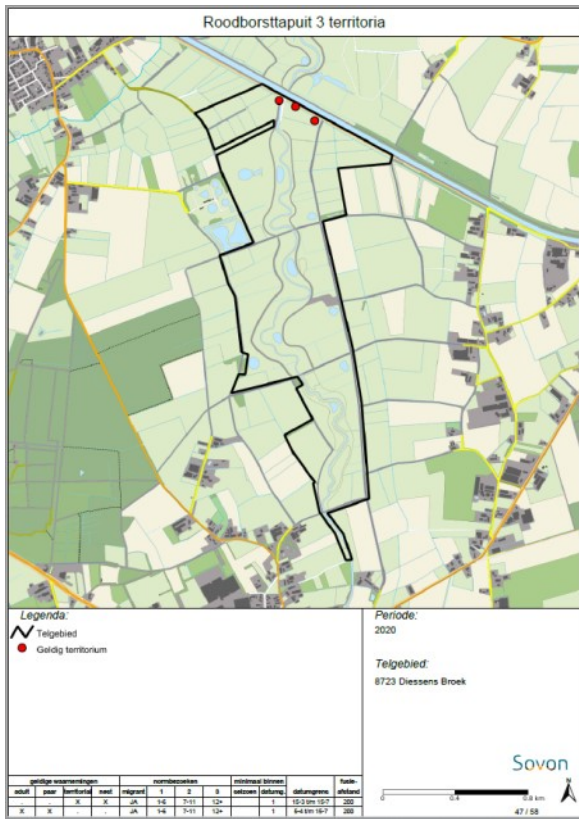 Roodborsttapuit 3 territoria
Legenda:
Telgebied
Geldig territorium
Periode:
2020
Telgebied:
8723 Diessens Broek
Sovon
N
0 0.4 0.8 km
47 / 58
geldige waarnemingen normbezoeken minimaal binnen fusie-
adult paar territorial nest migrant 1 2 3 seizoen datumg. datumgrens afstand
. . X X JA 1-6 7-11 12+ 1 15-3 t/m 15-7 200
X X . . JA 1-6 7-11 12+ 1 5-4 t/m 15-7 200